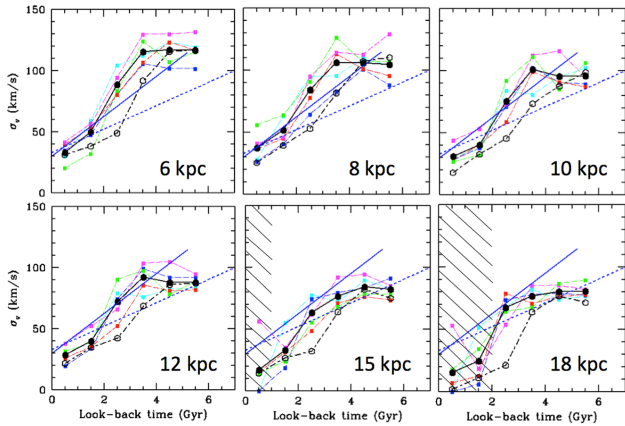 150
100
50
0
σv (km/s)
6 kpc
8 kpc
10 kpc
150
100
50
0
σv (km/s)
12 kpc
15 kpc
18 kpc
0 2 4 6
0 2 4 6
0 2 4 6
Look-back time (Gyr)
Look-back time (Gyr)
Look-back time (Gyr)